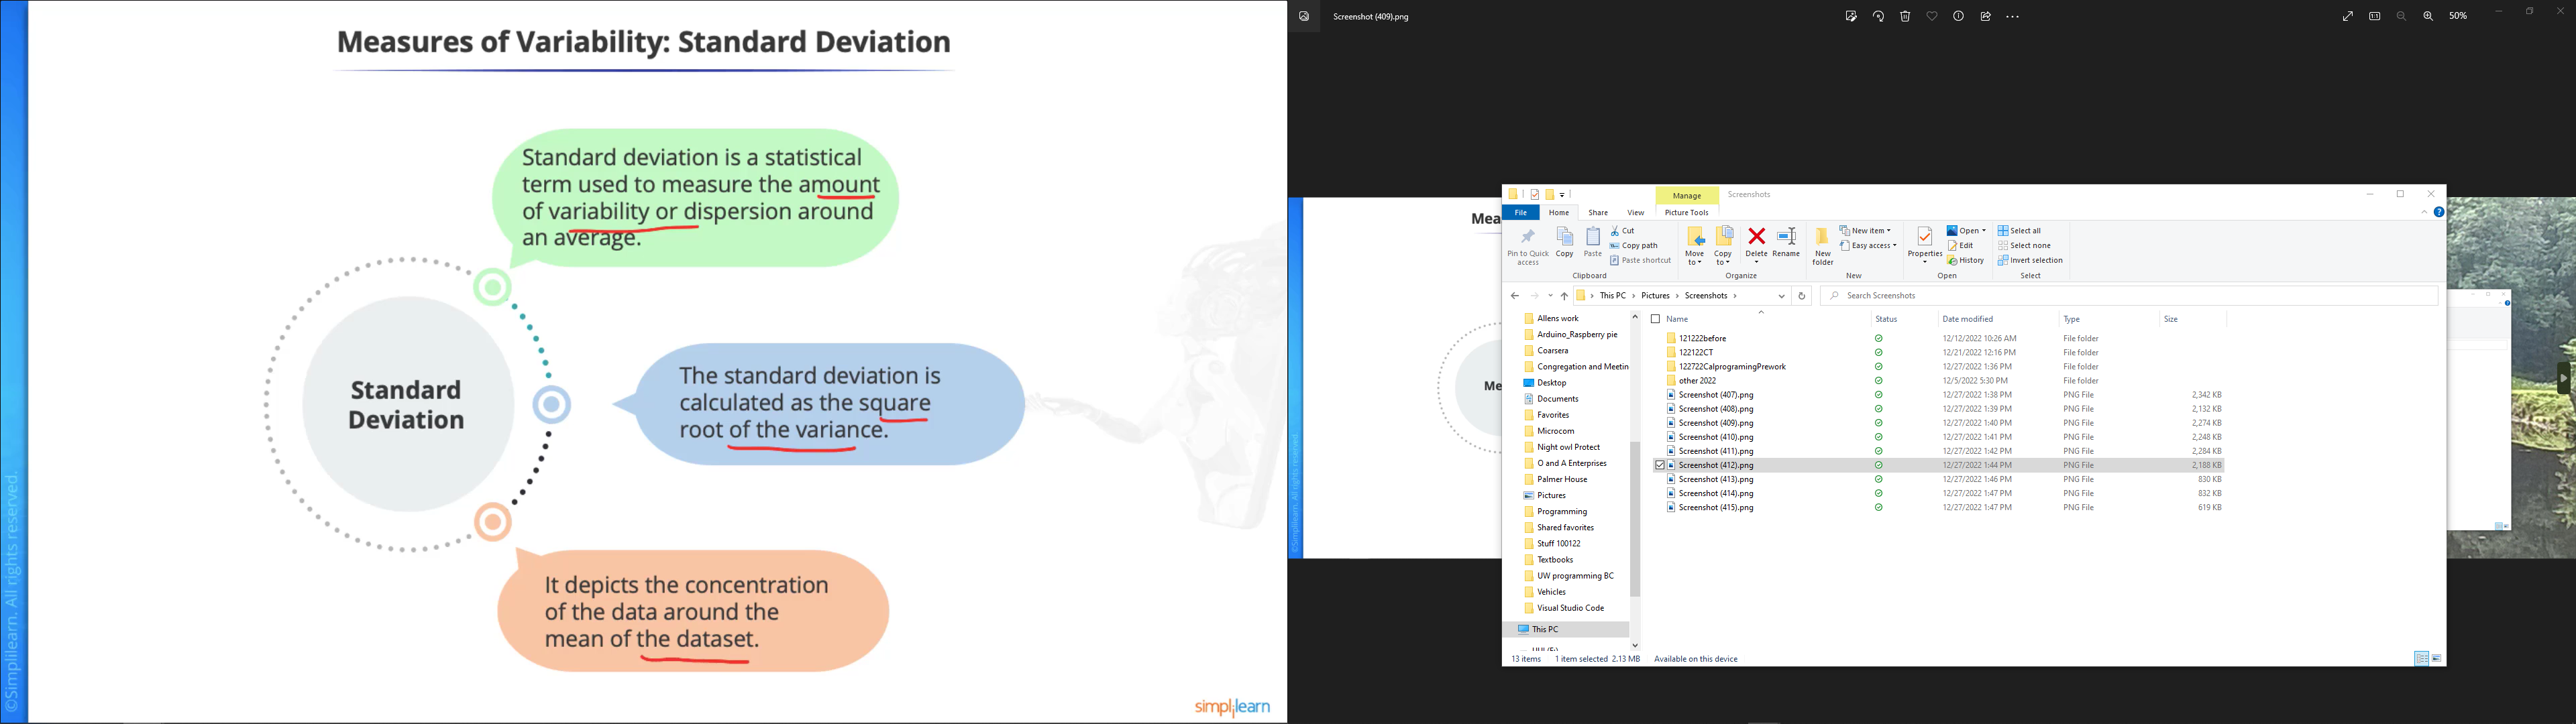 Measures of Variability: Standard Deviation
Standard deviation is a statistical
term used to measure the amount
of variability or dispersion around
an average.
Standard
Deviation
The standard deviation is
calculated as the square
root of the variance.
It depicts the concentration
of the data around the
mean of the dataset.
©Simplilearn. All rights reserved.
simplilearn
Screenshot (409).png
50%
Mea
Me
©Simplilearn. All rights reserved.
Manage
Screenshots
File
Home
Share
View
Picture Tools
Pin to Quick
access
Copy
Paste
Cut
Copy path
Paste shortcut
Clipboard
Move
to
Copy
to
Delete
Rename
Organize
New
folder
New item
Easy access
New
Properties
Open
Edit
History
Open
Select all
Select none
Invert selection
Select
This PC > Pictures > Screenshots >
Search Screenshots
Allens work
Arduino_Raspberry pie
Coarsera
Congregation and Meetin
Desktop
Documents
Favorites
Microcom
Night owl Protect
O and A Enterprises
Palmer House
Pictures
Programming
Shared favorites
Stuff 100122
Textbooks
UW programming BC
Vehicles
Visual Studio Code
This PC
Name Status Date modified Type Size
121222before 12/12/2022 10:26 AM File folder
122122CT 12/21/2022 12:16 PM File folder
122722CalprogramingPrework 12/27/2022 1:36 PM File folder
other 2022 12/5/2022 5:30 PM File folder
Screenshot (407).png 12/27/2022 1:38 PM PNG File 2,342 KB
Screenshot (408).png 12/27/2022 1:39 PM PNG File 2,132 KB
Screenshot (409).png 12/27/2022 1:40 PM PNG File 2,274 KB
Screenshot (410).png 12/27/2022 1:41 PM PNG File 2,248 KB
Screenshot (411).png 12/27/2022 1:42 PM PNG File 2,284 KB
Screenshot (412).png 12/27/2022 1:44 PM PNG File 2,188 KB
Screenshot (413).png 12/27/2022 1:46 PM PNG File 830 KB
Screenshot (414).png 12/27/2022 1:47 PM PNG File 832 KB
Screenshot (415).png 12/27/2022 1:47 PM PNG File 619 KB
13 items 1 item selected 2.13 MB Available on this device